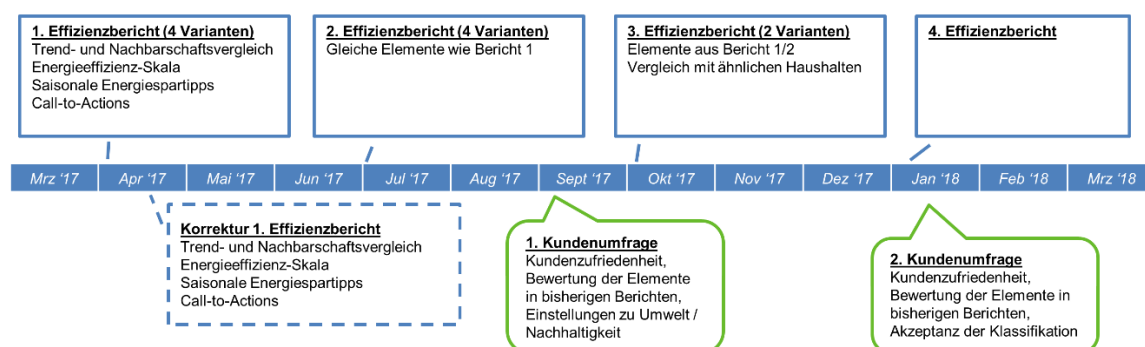 1. Effizienzbericht (4 Varianten)
Trend- und Nachbarschaftsvergleich
Energieeffizienz-Skala
Saisonale Energiespartipps
Call-to-Actions
2. Effizienzbericht (4 Varianten)
Gleiche Elemente wie Bericht 1
3. Effizienzbericht (2 Varianten)
Elemente aus Bericht 1/2
Vergleich mit ähnlichen Haushalten
4. Effizienzbericht
Mrz '17 Apr '17 Mai '17 Jun '17 Jul '17 Aug '17 Sept '17 Okt '17 Nov '17 Dez '17 Jan '18 Feb '18 Mrz '18
Korrektur 1. Effizienzbericht
Trend- und Nachbarschaftsvergleich
Energieeffizienz-Skala
Saisonale Energiespartipps
Call-to-Actions
1. Kundenumfrage
Kundenzufriedenheit,
Bewertung der Elemente
in bisherigen Berichten,
Einstellungen zu Umwelt /
Nachhaltigkeit
2. Kundenumfrage
Kundenzufriedenheit,
Bewertung der Elemente in
bisherigen Berichten,
Akzeptanz der Klassifikation